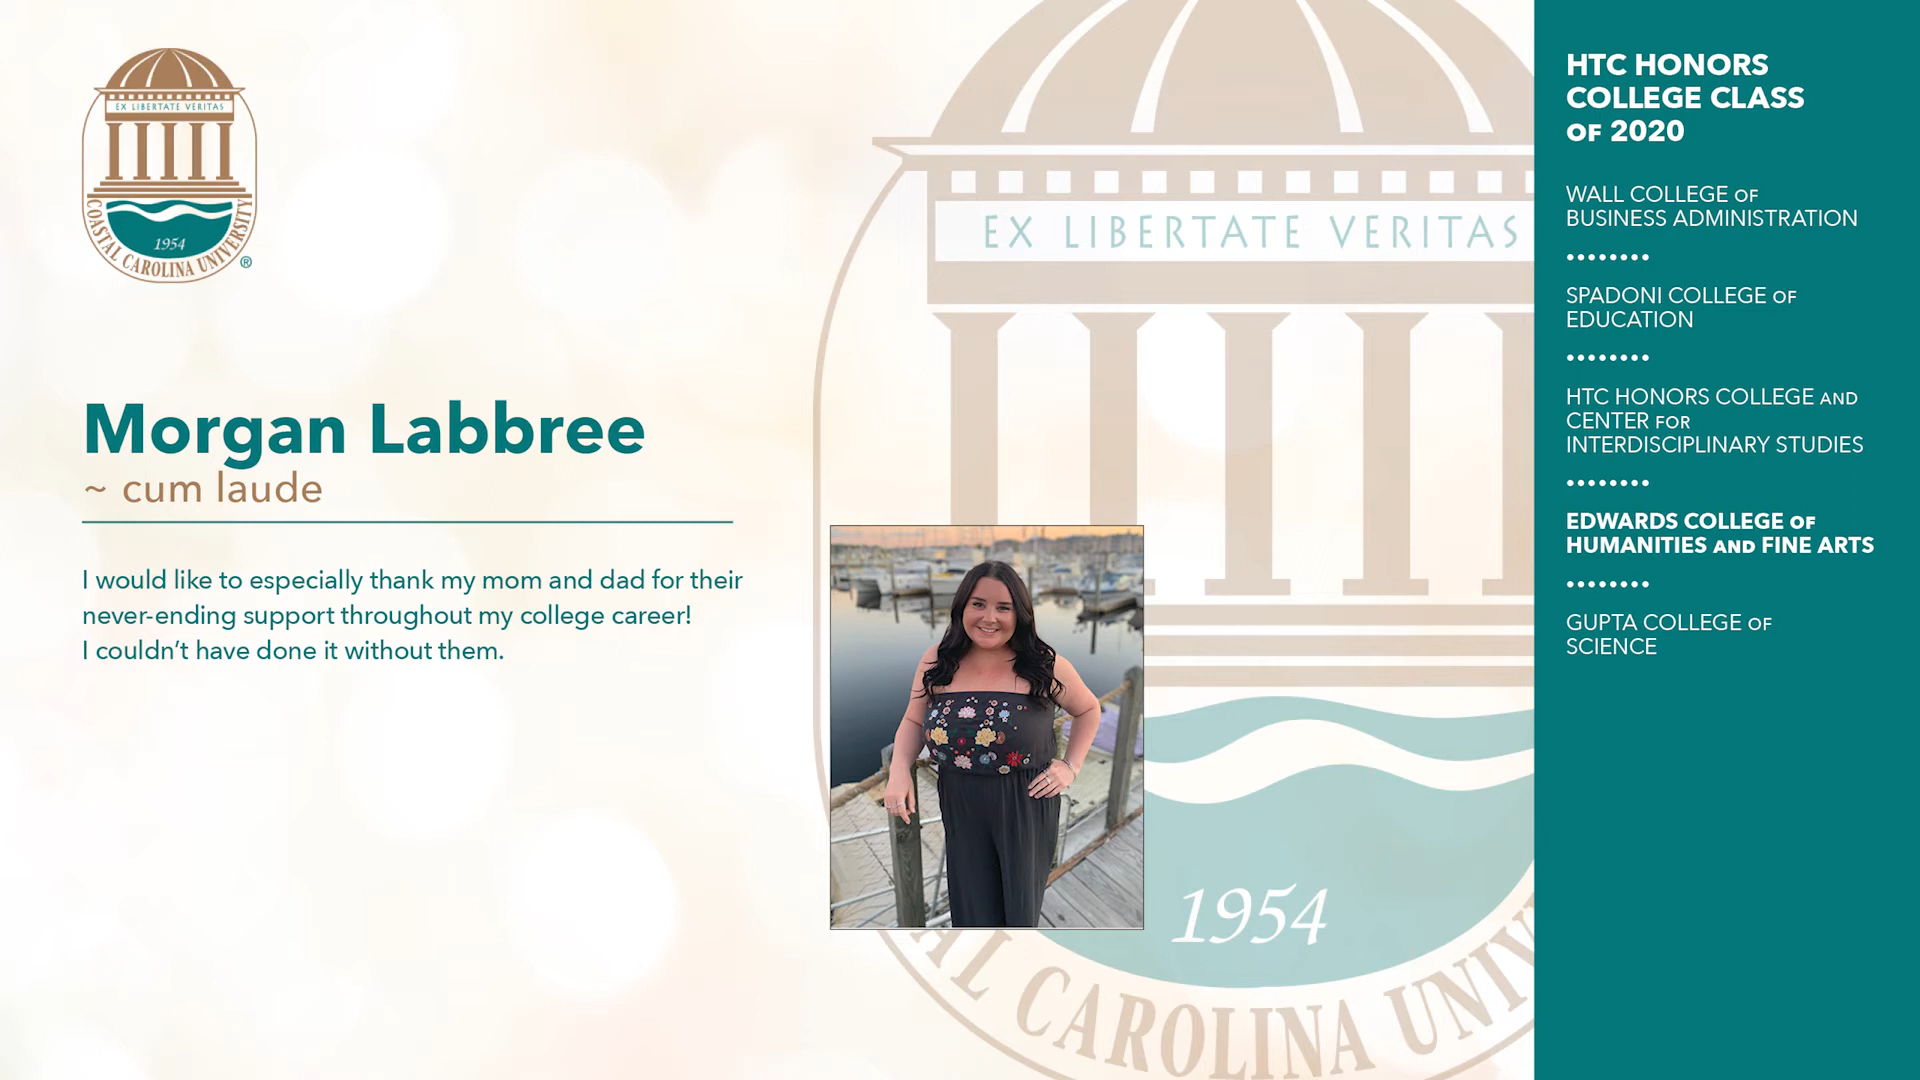 EX LIBERTATE VERITAS
1954
COASTAL CAROLINA UNIVERSITY
®
Morgan Labbree
~ cum laude
I would like to especially thank my mom and dad for their
never-ending support throughout my college career!
I couldn’t have done it without them.
EX LIBERTATE VERITAS
1954
AL CAROLINA UNIV
HTC HONORS
COLLEGE CLASS
OF 2020
WALL COLLEGE OF
BUSINESS ADMINISTRATION
SPADONI COLLEGE OF
EDUCATION
HTC HONORS COLLEGE AND
CENTER FOR
INTERDISCIPLINARY STUDIES
EDWARDS COLLEGE OF
HUMANITIES AND FINE ARTS
GUPTA COLLEGE OF
SCIENCE